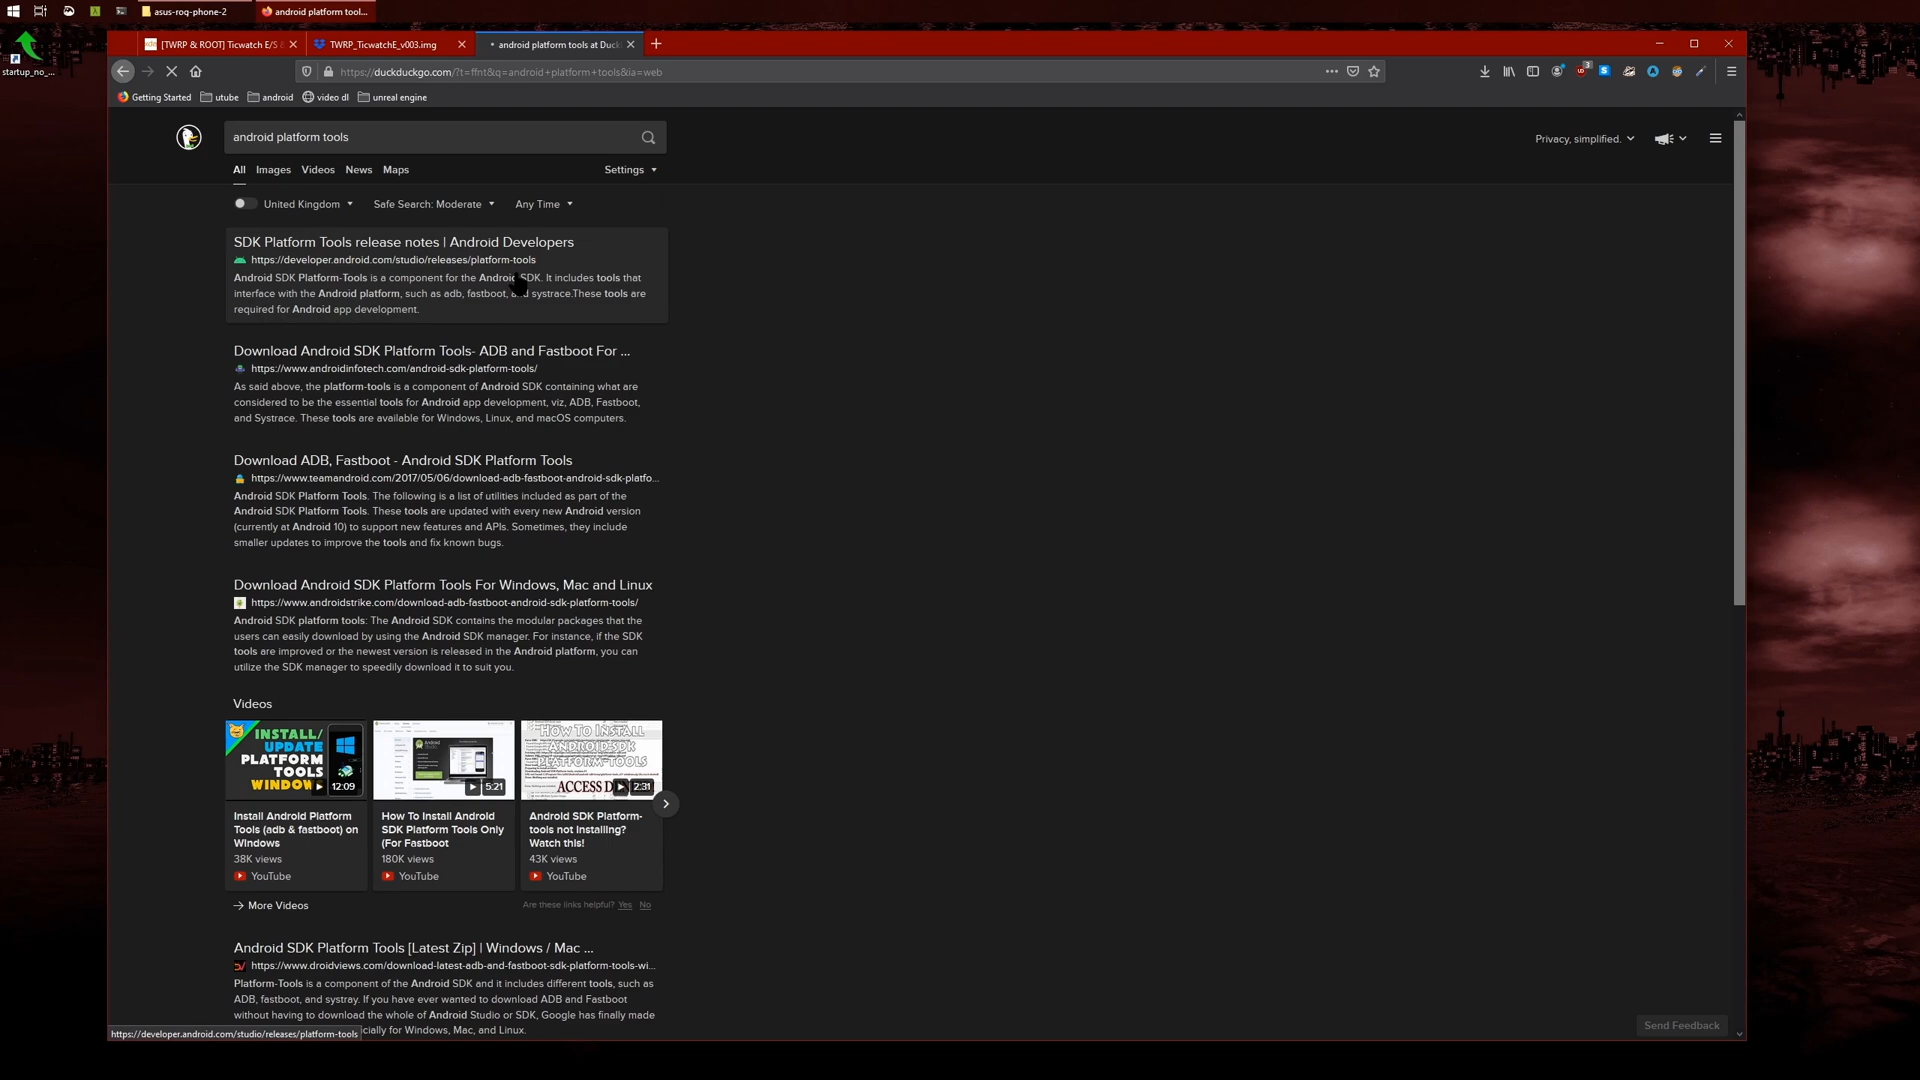 asus-rog-phone-2
android platform tool...
startup_no_...
[TWRP & ROOT] Ticwatch E/S &
TWRP_TicwatchE_v003.img
android platform tools at Duck
https://duckduckgo.com/?t=ffnt&q=android+platform+tools&ia=web
3
Getting Started
utube
android
video dl
unreal engine
android platform tools
Privacy, simplified.
All
Images
Videos
News
Maps
Settings
United Kingdom
Safe Search: Moderate
Any Time
SDK Platform Tools release notes | Android Developers
https://developer.android.com/studio/releases/platform-tools
Android SDK Platform-Tools is a component for the Android SDK. It includes tools that
interface with the Android platform, such as adb, fastboot, and systrace.These tools are
required for Android app development.
Download Android SDK Platform Tools- ADB and Fastboot For ...
https://www.androidinfotech.com/android-sdk-platform-tools/
As said above, the platform-tools is a component of Android SDK containing what are
considered to be the essential tools for Android app development, viz, ADB, Fastboot,
and Systrace. These tools are available for Windows, Linux, and macOS computers.
Download ADB, Fastboot - Android SDK Platform Tools
https://www.teamandroid.com/2017/05/06/download-adb-fastboot-android-sdk-platfo...
Android SDK Platform Tools. The following is a list of utilities included as part of the
Android SDK Platform Tools. These tools are updated with every new Android version
(currently at Android 10) to support new features and APIs. Sometimes, they include
smaller updates to improve the tools and fix known bugs.
Download Android SDK Platform Tools For Windows, Mac and Linux
https://www.androidstrike.com/download-adb-fastboot-android-sdk-platform-tools/
Android SDK platform tools: The Android SDK contains the modular packages that the
users can easily download by using the Android SDK manager. For instance, if the SDK
tools are improved or the newest version is released in the Android platform, you can
utilize the SDK manager to speedily download it to suit you.
Videos
INSTALL/
UPDATE
PLATFORM
TOOLS
WINDOW
12:09
5:21
HOW TO INSTALL
ANDROID-SDK
PLATFORM TOOLS
ACCESS DEN
2:31
Install Android Platform
Tools (adb & fastboot) on
Windows
38K views
YouTube
How To Install Android
SDK Platform Tools Only
(For Fastboot
180K views
YouTube
Android SDK Platform-
tools not installing?
Watch this!
43K views
YouTube
More Videos
Are these links helpful? Yes No
Android SDK Platform Tools [Latest Zip] | Windows / Mac ...
https://www.droidviews.com/download-latest-adb-and-fastboot-sdk-platform-tools-wi...
Platform-Tools is a component of the Android SDK and it includes different tools, such as
ADB, fastboot, and systray. If you have ever wanted to download ADB and Fastboot
without having to download the whole of Android Studio or SDK, Google has finally made
cially for Windows, Mac, and Linux.
Send Feedback
https://developer.android.com/studio/releases/platform-tools